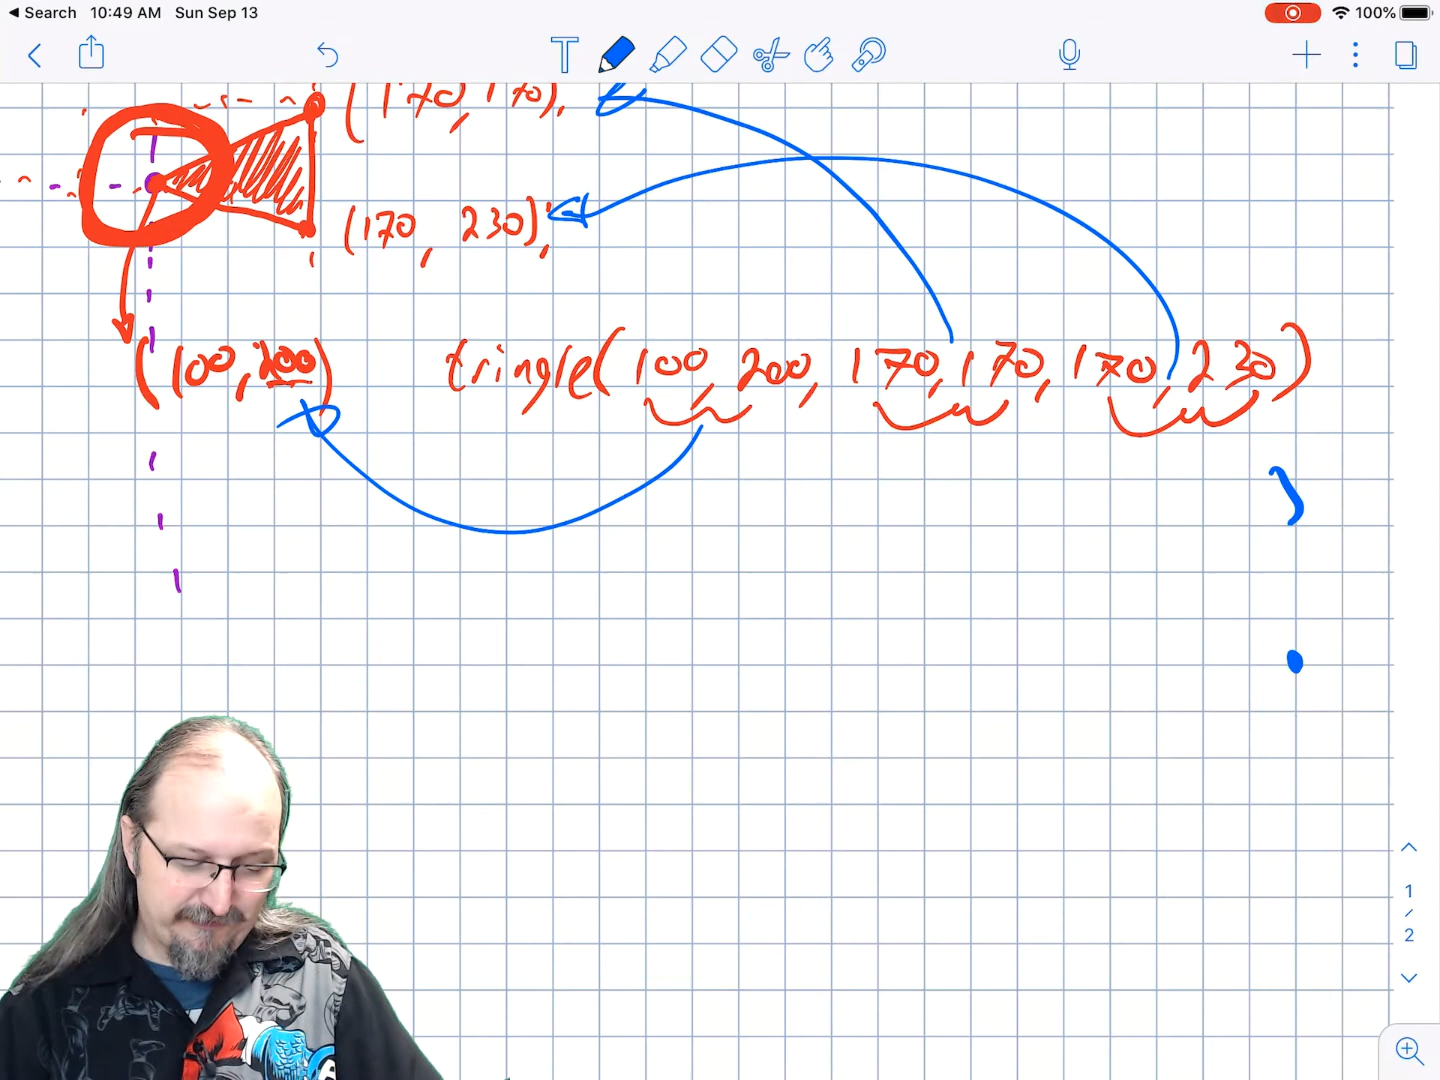 Search 10:49 AM Sun Sep 13 100%
T
(170, 170),
(170, 230),
(100, 200) tringle(100, 200, 170, 170, 170, 230)
1
/
2